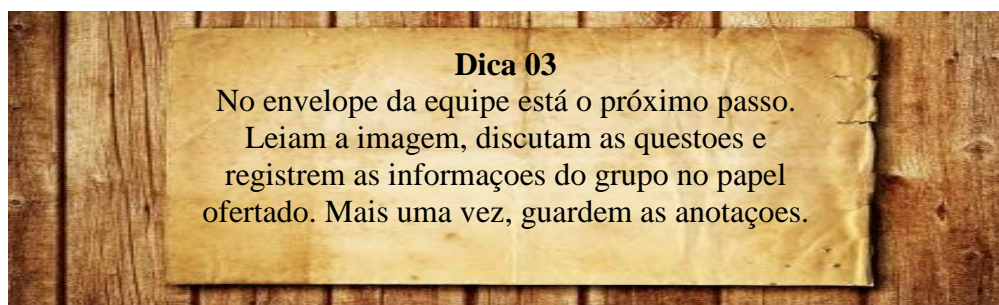 Dica 03
No envelope da equipe está o próximo passo.
Leiam a imagem, discutam as questoes e
registrem as informaçoes do grupo no papel
ofertado. Mais uma vez, guardem as anotaçoes.